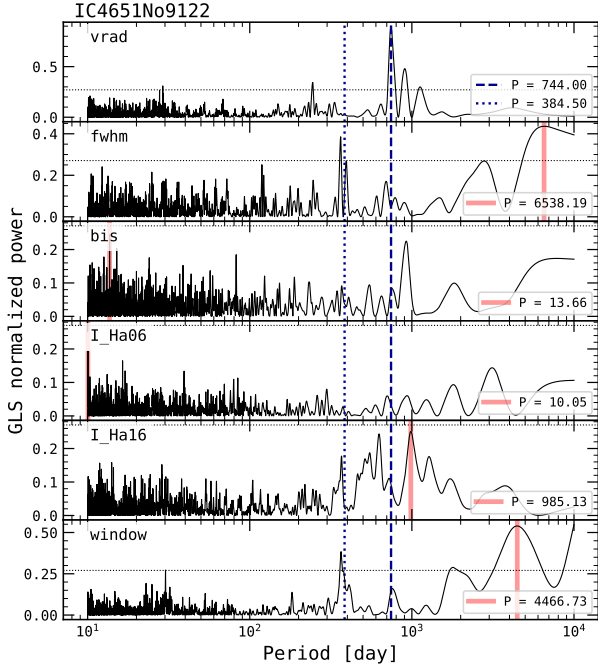 IC4651No9122
vrad
0.5
0.0
P = 744.00
P = 384.50
fwhm
0.4
0.2
0.0
P = 6538.19
bis
0.2
0.1
0.0
P = 13.66
I_Ha06
0.2
0.1
0.0
P = 10.05
I_Ha16
0.2
0.1
0.0
P = 985.13
window
0.50
0.25
0.00
P = 4466.73
10¹ 10² 10³ 10⁴
Period [day]
GLS normalized power